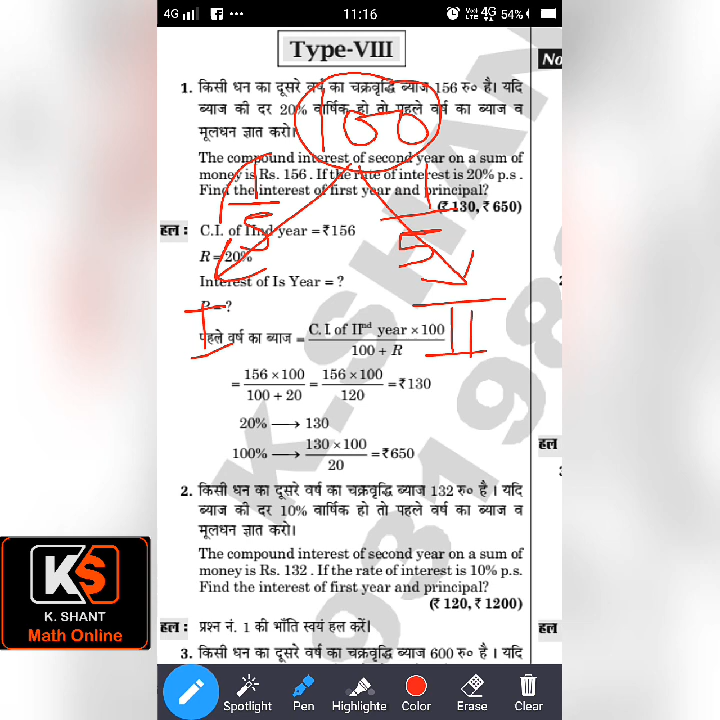 4G 11:16 VoI LTE 4G 54%
Type-VIII
No
1. किसी धन का दूसरे वर्ष का चक्रवृद्धि ब्याज 156 रु० है। यदि
ब्याज की दर 20% वार्षिक हो तो पहले वर्ष का ब्याज व
मूलधन ज्ञात करो।
100
The compound interest of second year on a sum of
money is Rs. 156 . If the rate of interest is 20% p.s .
Find the interest of first year and principal?
(₹ 130, ₹ 650)
हल : C.I. of IInd year = ₹156
R = 20%
Interest of Is Year = ?
P = ?
I II
पहले वर्ष का ब्याज = C.I of IInd year × 100 / 100 + R
= 156 × 100 / 100 + 20 = 156 × 100 / 120 = ₹130
20% → 130
100% → 130 × 100 / 20 = ₹650
2. किसी धन का दूसरे वर्ष का चक्रवृद्धि ब्याज 132 रु० है । यदि
ब्याज की दर 10% वार्षिक हो तो पहले वर्ष का ब्याज व
मूलधन ज्ञात करो।
The compound interest of second year on a sum of
money is Rs. 132 . If the rate of interest is 10% p.s.
Find the interest of first year and principal?
(₹ 120, ₹ 1200)
हल : प्रश्न नं. 1 की भाँति स्वयं हल करें।
3. किसी धन का दूसरे वर्ष का चक्रवृद्धि ब्याज 600 रु० है । यदि
हल
हल
KS
K. SHANT
Math Online
Spotlight Pen Highlighte Color Erase Clear